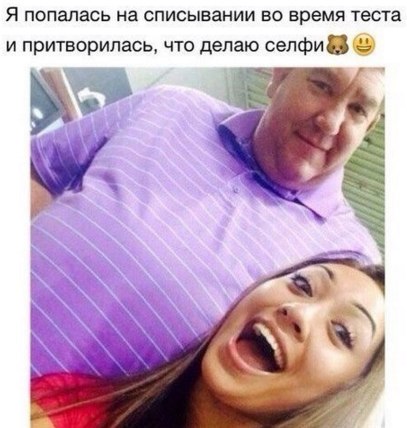 Я попалась на списывании во время теста
и притворилась, что делаю селфи🐻😃